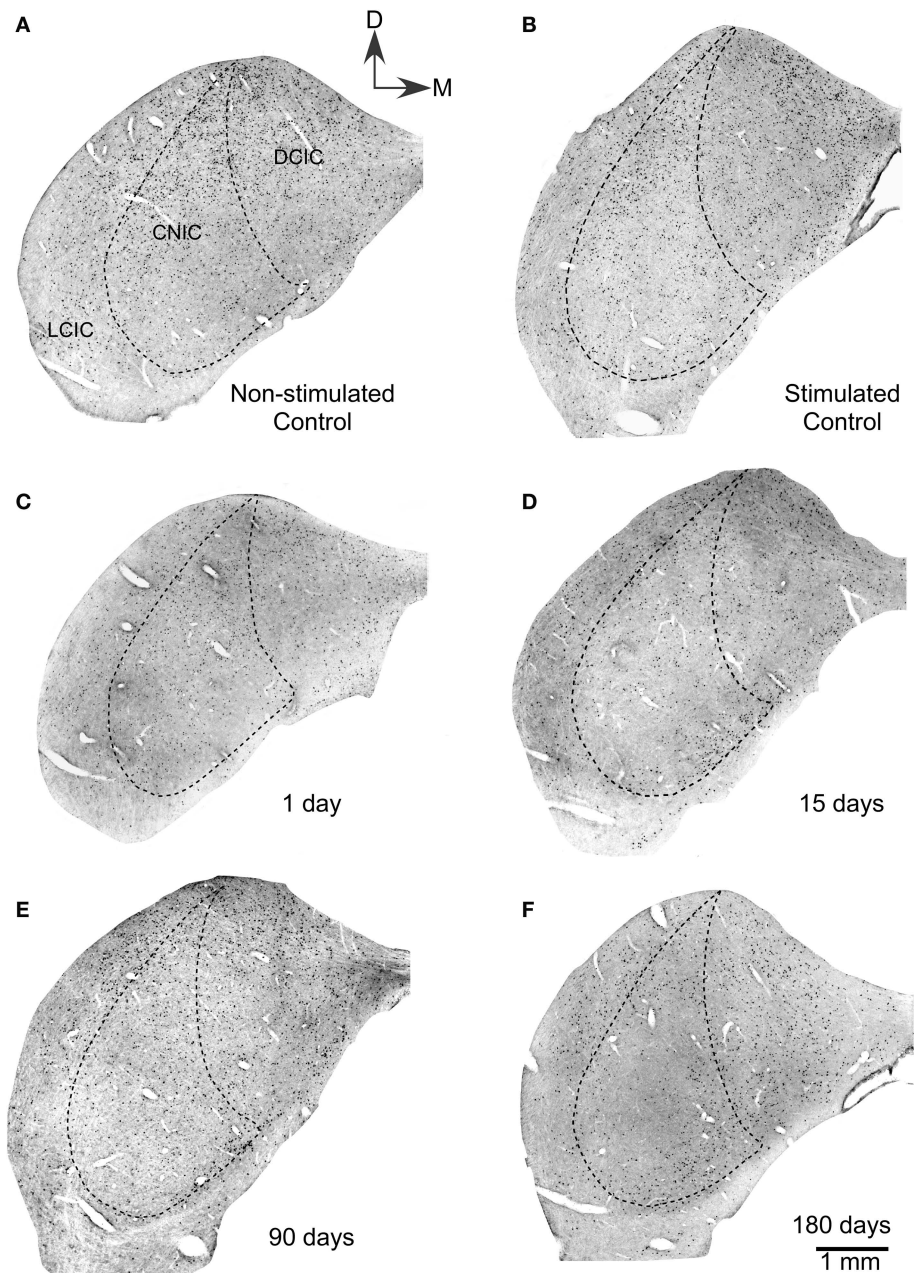 A
B
D
M
DCIC
CNIC
LCIC
Non-stimulated
Control
Stimulated
Control
C
D
1 day
15 days
E
F
90 days
180 days
1 mm